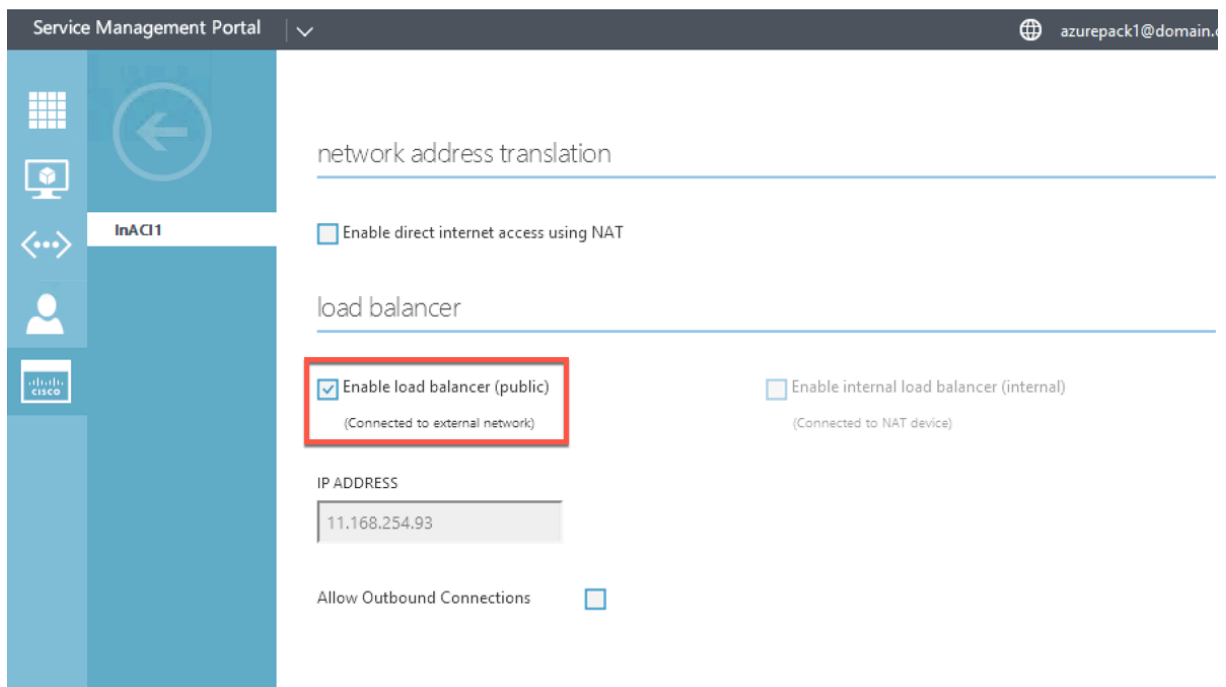 Service Management Portal
azurepack1@domain.
network address translation
InACI1
Enable direct internet access using NAT
load balancer
Enable load balancer (public)
Enable internal load balancer (internal)
cisco
(Connected to external network)
(Connected to NAT device)
IP ADDRESS
11.168.254.93
Allow Outbound Connections